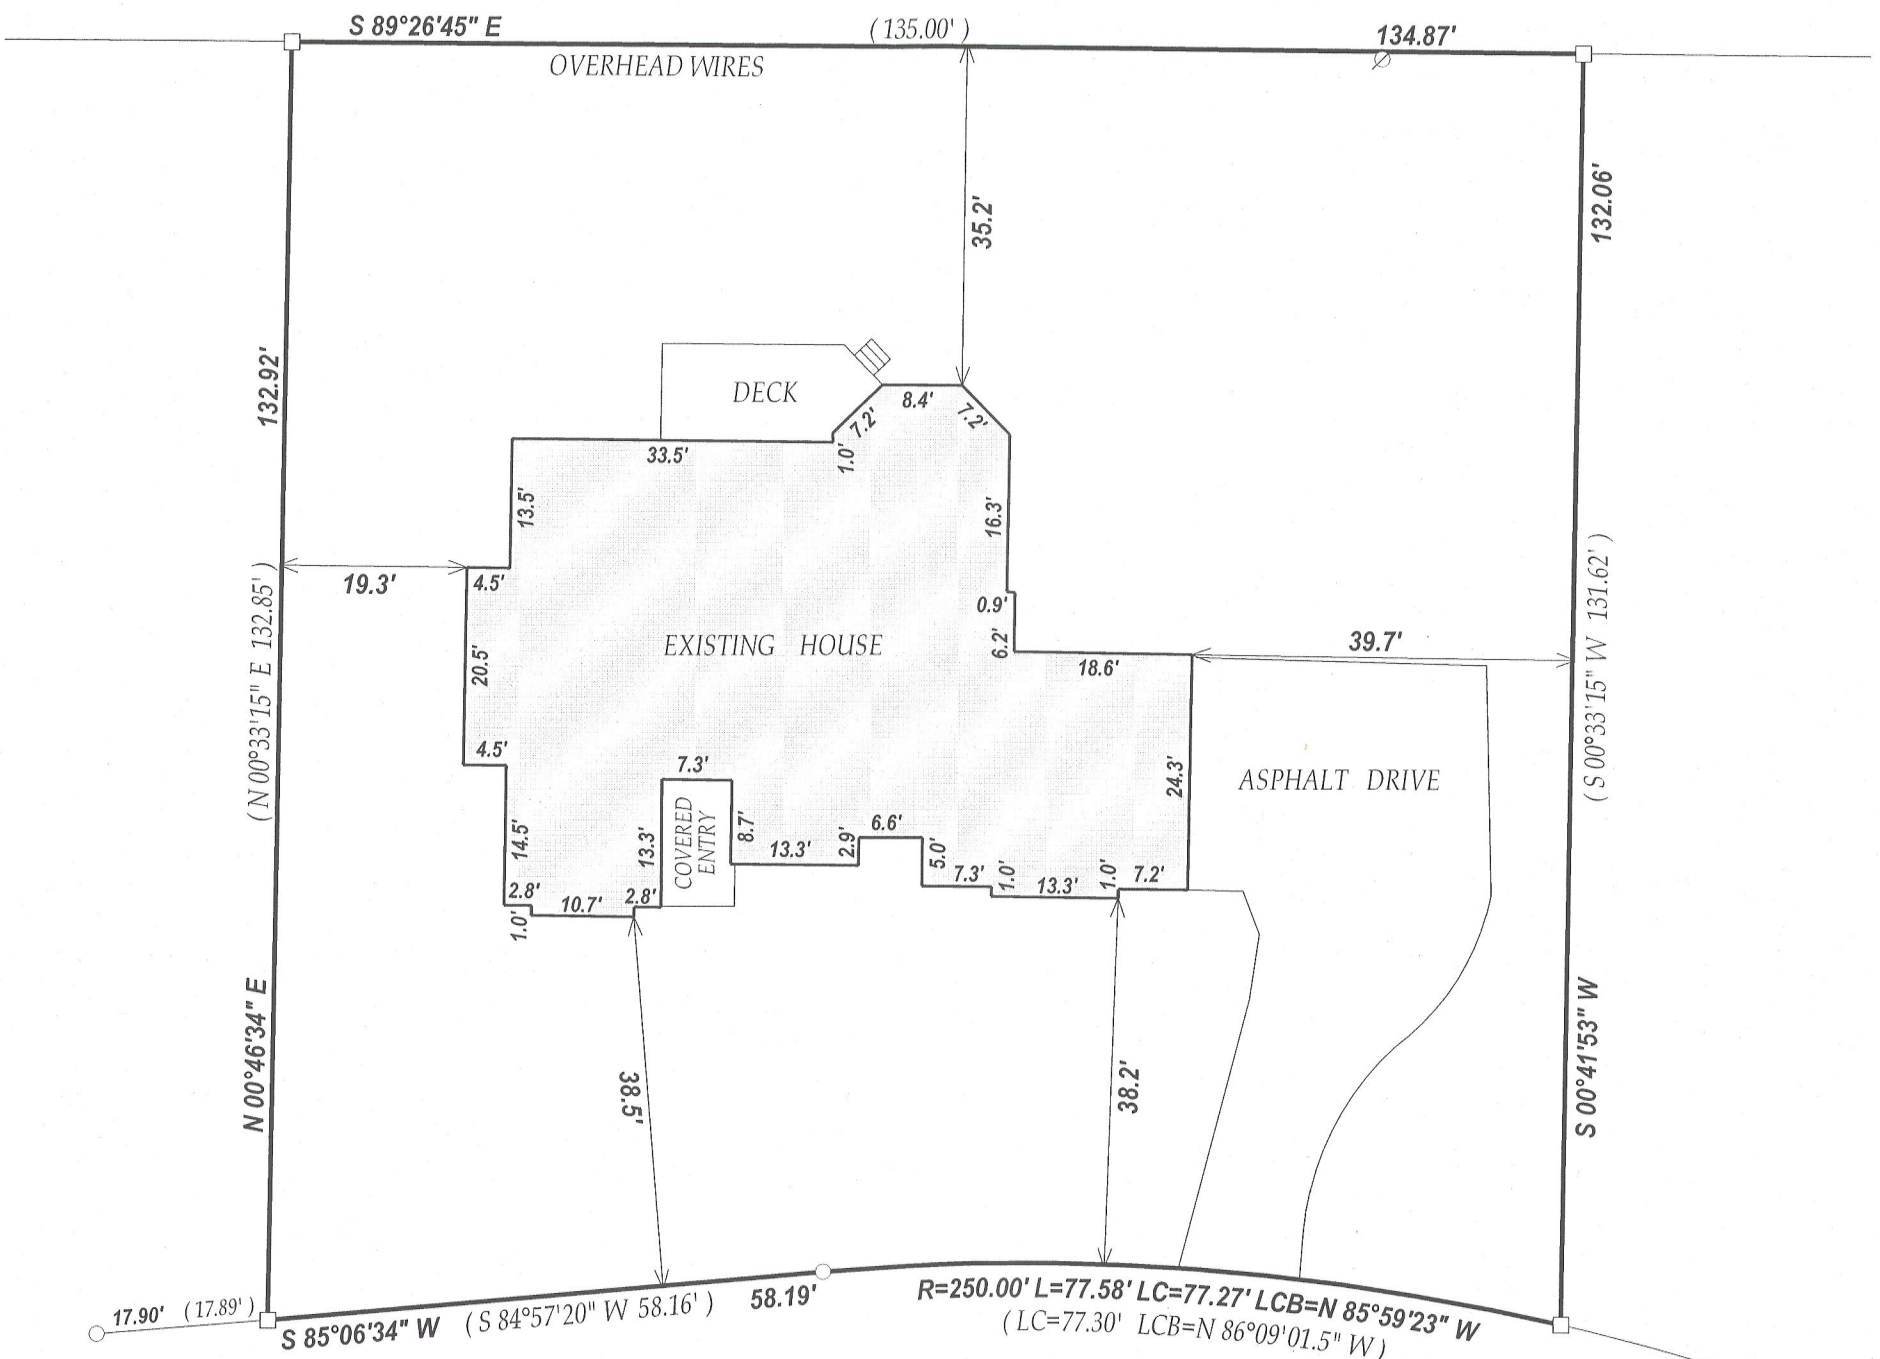 S 89°26'45" E
(135.00')
134.87'
OVERHEAD WIRES
132.06'
35.2'
132.92'
DECK
8.4'
7.2'
7.2'
1.0'
33.5'
13.5'
16.3'
19.3'
4.5'
(N 00°33'15" E 132.85')
(S 00°33'15" W 131.62')
0.9'
6.2'
EXISTING HOUSE
39.7'
18.6'
20.5'
4.5'
7.3'
24.3'
ASPHALT DRIVE
14.5'
13.3'
COVERED
ENTRY
8.7'
13.3'
2.9'
6.6'
5.0'
7.3'
1.0'
13.3'
1.0'
7.2'
2.8'
1.0'
10.7'
2.8'
N 00°46'34" E
S 00°41'53" W
38.5'
38.2'
17.90' (17.89')
S 85°06'34" W
(S 84°57'20" W 58.16')
58.19'
R=250.00' L=77.58' LC=77.27' LCB=N 85°59'23" W
(LC=77.30' LCB=N 86°09'01.5" W)